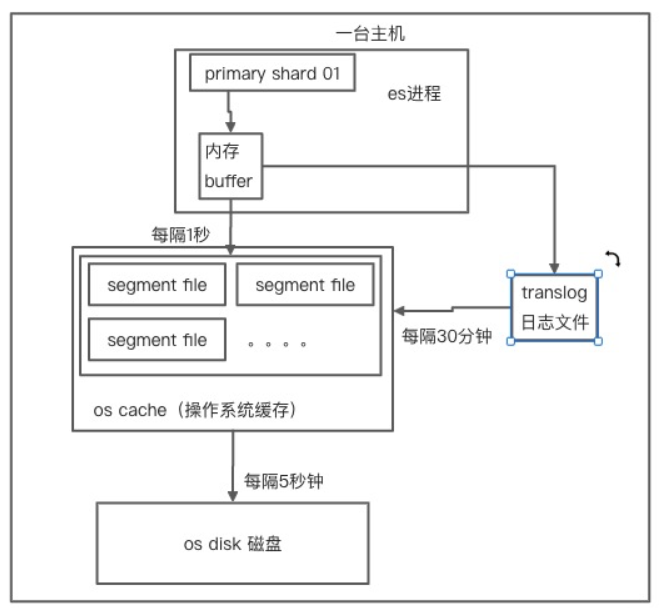 一台主机
primary shard 01
es进程
内存
buffer
每隔1秒
segment file
segment file
segment file
。。。。
translog
日志文件
每隔30分钟
os cache（操作系统缓存）
每隔5秒钟
os disk 磁盘